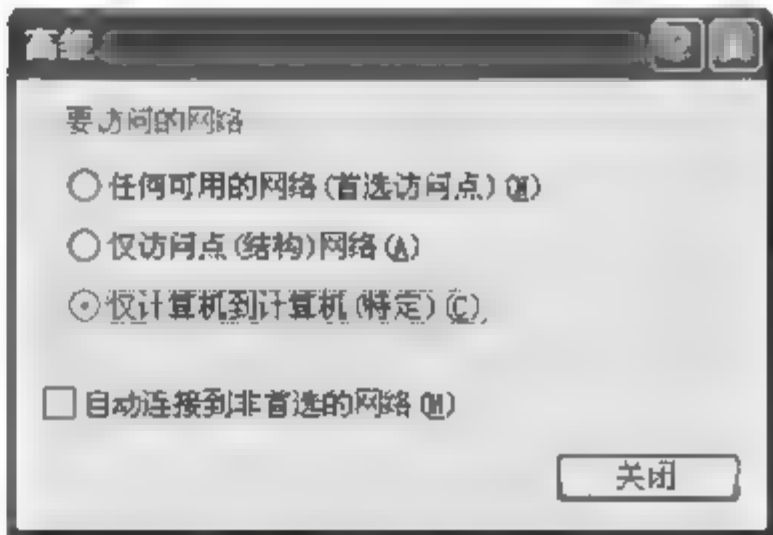 高级
要访问的网络
任何可用的网络(首选访问点)(N)
仅访问点(结构)网络(A)
仅计算机到计算机(特定)(C)
自动连接到非首选的网络(N)
关闭